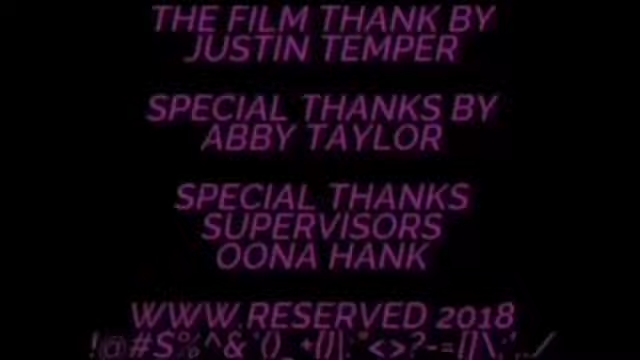 THE FILM THANK BY
JUSTIN TEMPER
SPECIAL THANKS BY
ABBY TAYLOR
SPECIAL THANKS
SUPERVISORS
OONA HANK
WWW.RESERVED 2018
!@#$%^&*()_+{}|:"<>?-=[]\;',./